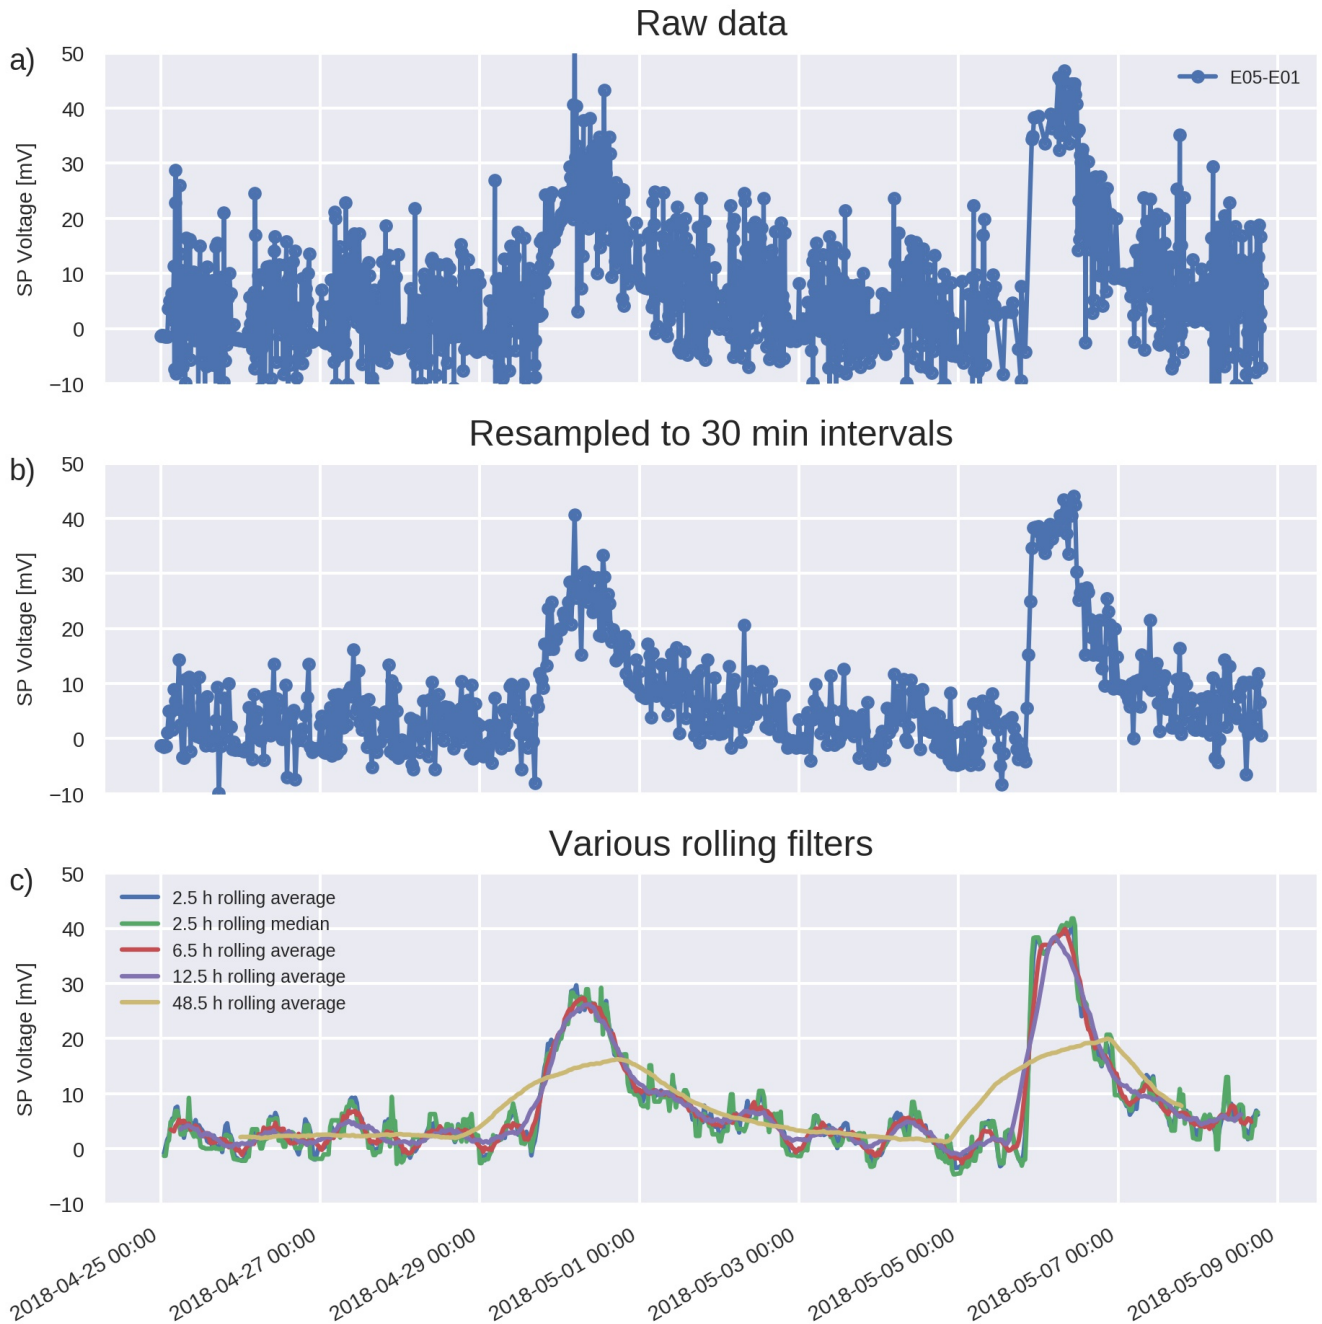 Raw data
a)
50
40
30
20
10
0
−10
SP Voltage [mV]
E05-E01
Resampled to 30 min intervals
b)
50
40
30
20
10
0
−10
SP Voltage [mV]
Various rolling filters
c)
50
40
30
20
10
0
−10
SP Voltage [mV]
2.5 h rolling average
2.5 h rolling median
6.5 h rolling average
12.5 h rolling average
48.5 h rolling average
2018-04-25 00:00
2018-04-27 00:00
2018-04-29 00:00
2018-05-01 00:00
2018-05-03 00:00
2018-05-05 00:00
2018-05-07 00:00
2018-05-09 00:00